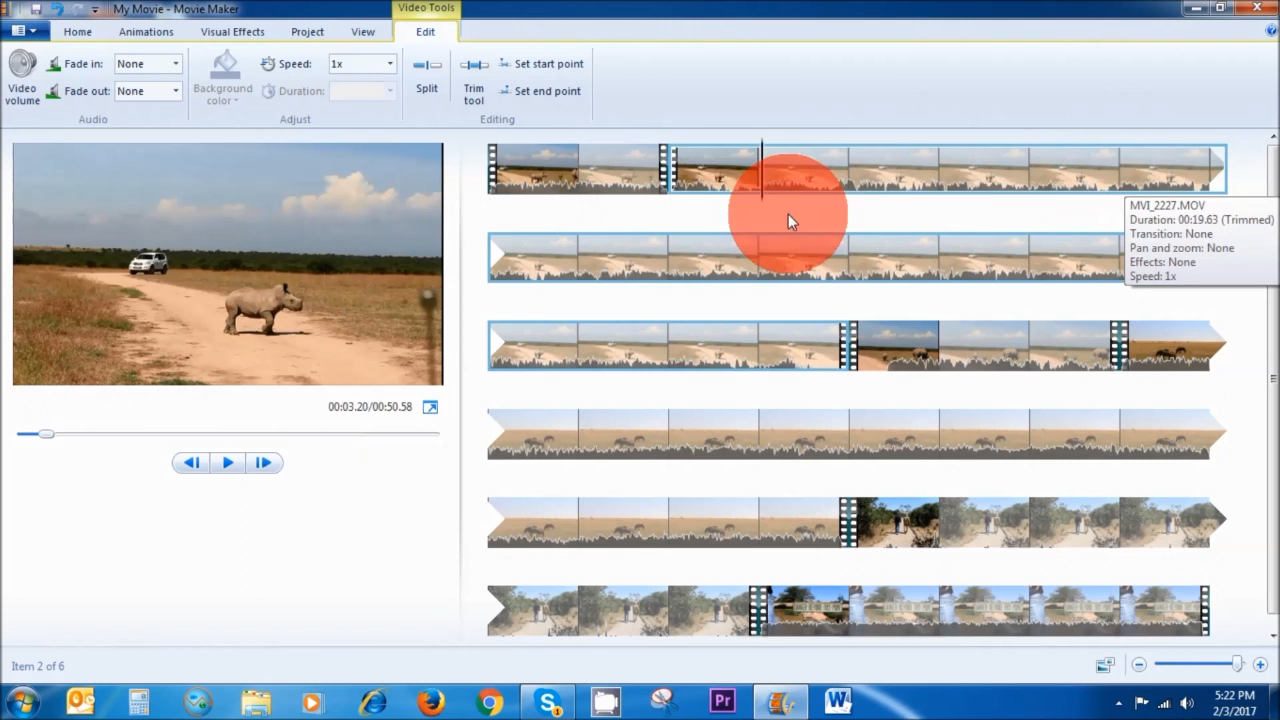 My Movie - Movie Maker
Video Tools
Home Animations Visual Effects Project View Edit
Fade in: None
Speed: 1x
Set start point
Video volume
Fade out: None
Background color
Duration:
Split
Trim tool
Set end point
Audio
Adjust
Editing
MVI_2227.MOV
Duration: 00:19.63 (Trimmed)
Transition: None
Pan and zoom: None
Effects: None
Speed: 1x
00:03.20/00:50.58
Item 2 of 6
Pr
5:22 PM
2/3/2017